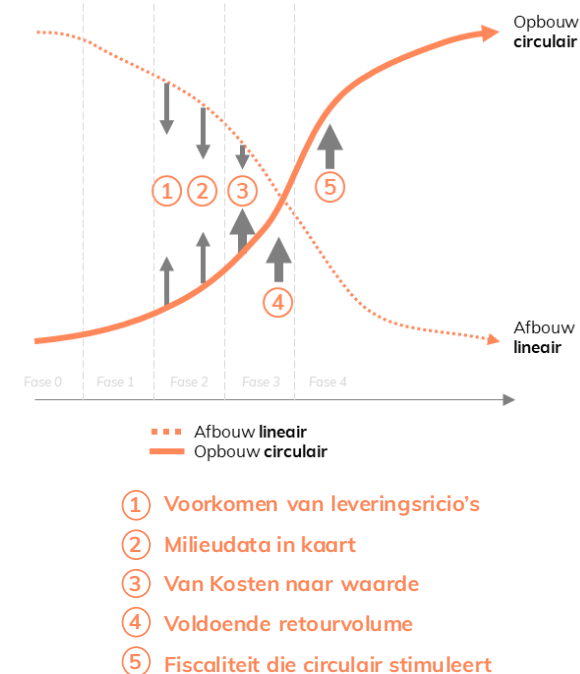 Opbouw
circulair
1
2
3
5
4
Afbouw
lineair
Fase 0
Fase 1
Fase 2
Fase 3
Fase 4
Afbouw lineair
Opbouw circulair
1 Voorkomen van leveringsricio's
2 Milieudata in kaart
3 Van Kosten naar waarde
4 Voldoende retourvolume
5 Fiscaliteit die circulair stimuleert